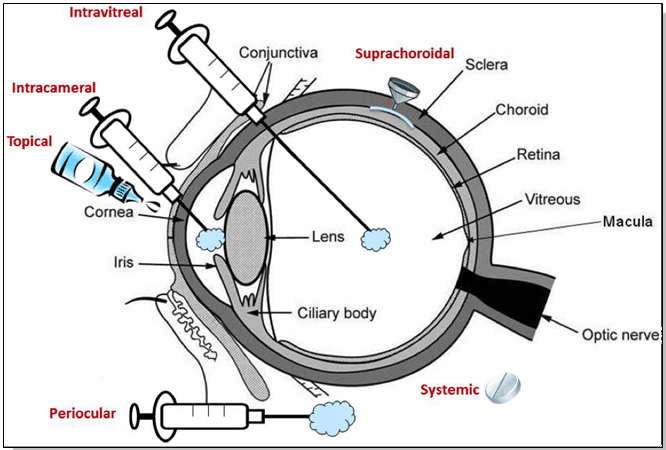 Intravitreal
Conjunctiva
Suprachoroidal
Sclera
Intracameral
Choroid
Topical
Retina
Vitreous
Cornea
Macula
Lens
Iris
Ciliary body
Optic nerve
Systemic
Periocular